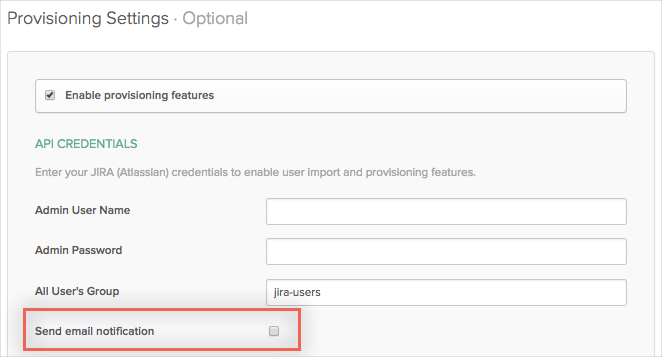 Provisioning Settings · Optional
Enable provisioning features
API CREDENTIALS
Enter your JIRA (Atlassian) credentials to enable user import and provisioning features.
Admin User Name
Admin Password
All User's Group jira-users
Send email notification